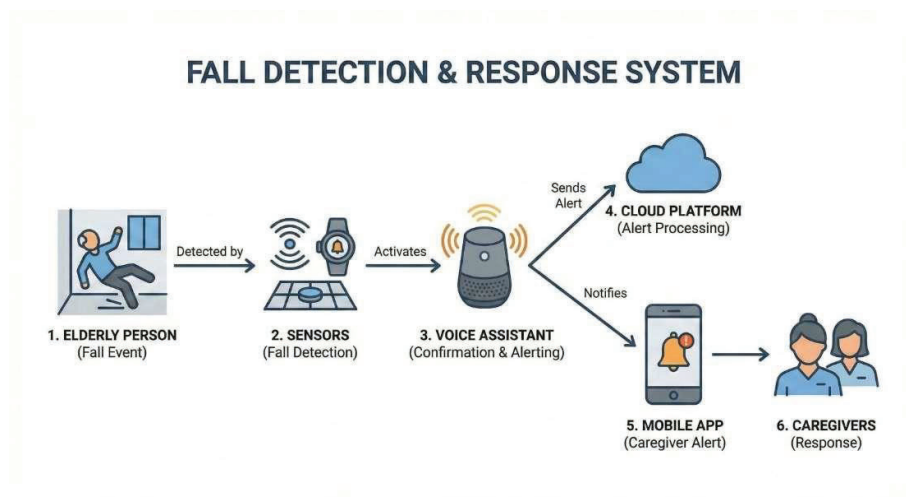 FALL DETECTION & RESPONSE SYSTEM
Detected by
Activates
Sends
Alert
Notifies
1. ELDERLY PERSON
(Fall Event)
2. SENSORS
(Fall Detection)
3. VOICE ASSISTANT
(Confirmation & Alerting)
4. CLOUD PLATFORM
(Alert Processing)
5. MOBILE APP
(Caregiver Alert)
6. CAREGIVERS
(Response)